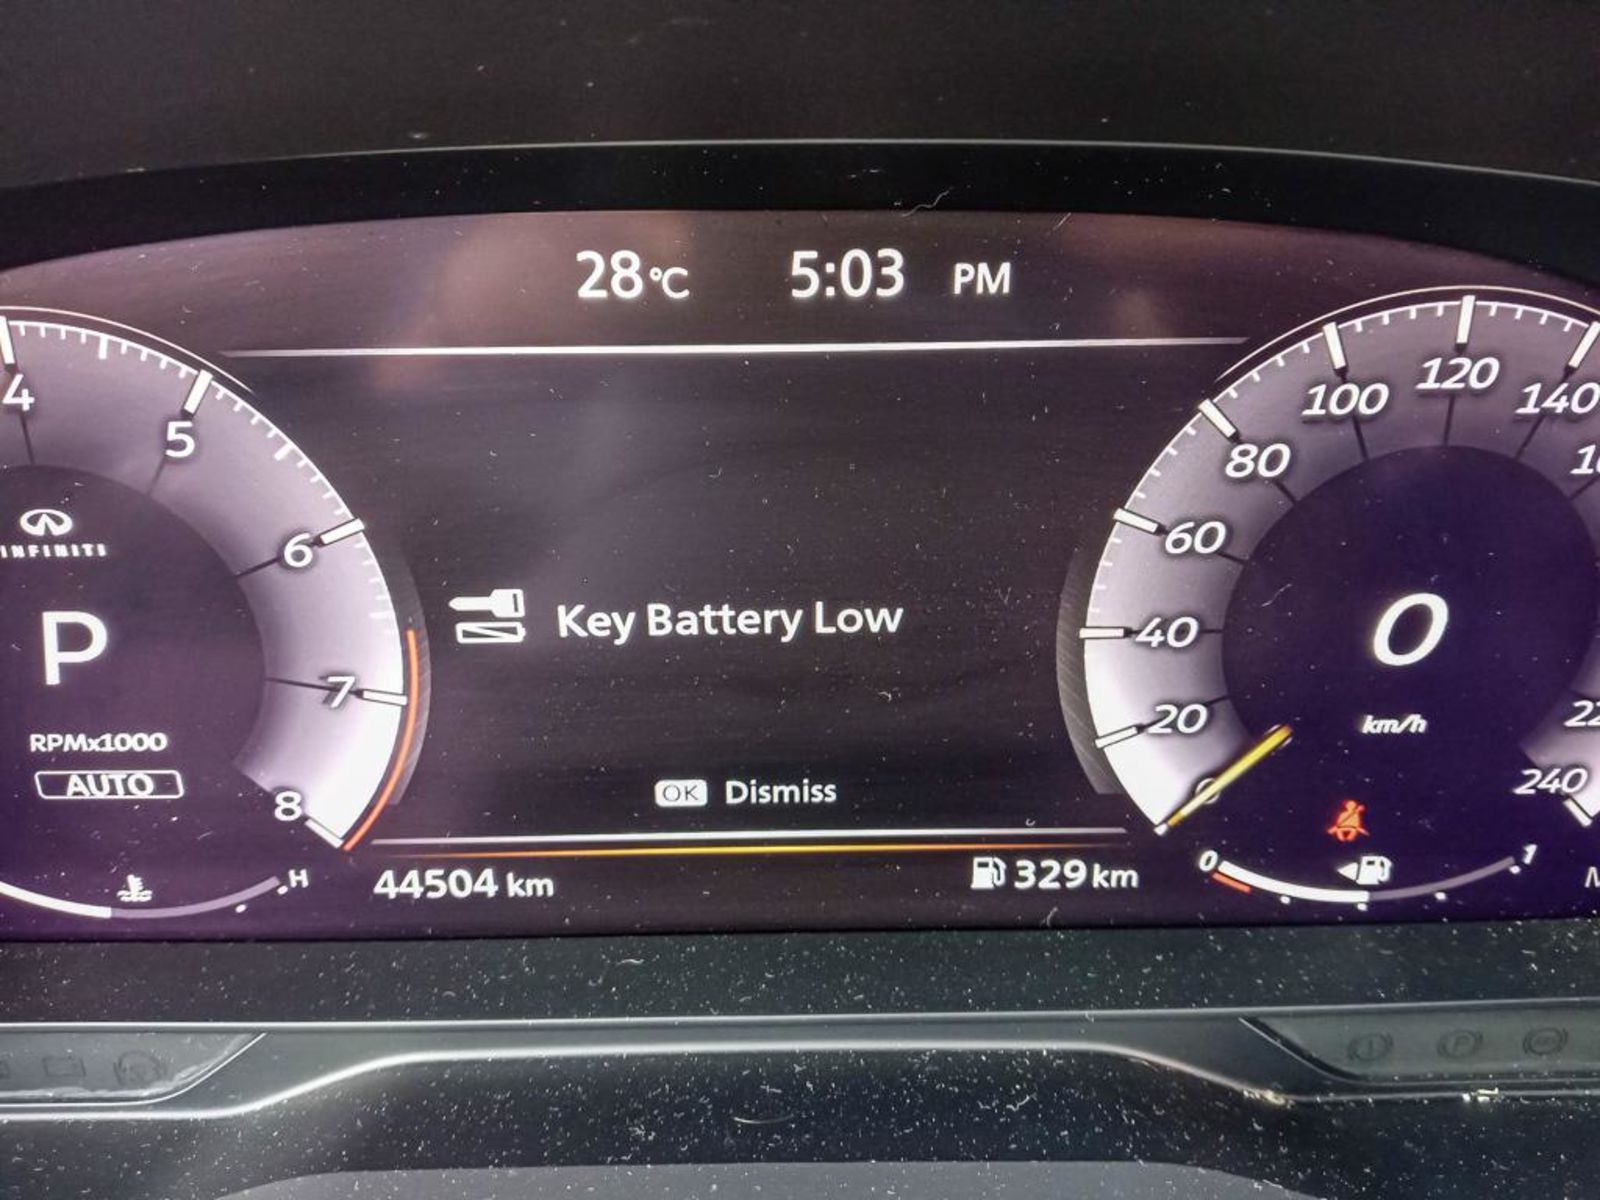 28°C 5:03 PM
4
5
6
7
8
INFINITI
P
RPMx1000
AUTO
H
Key Battery Low
OK Dismiss
44504 km
329 km
0
20
40
60
80
100
120
140
240
0
km/h
0
1